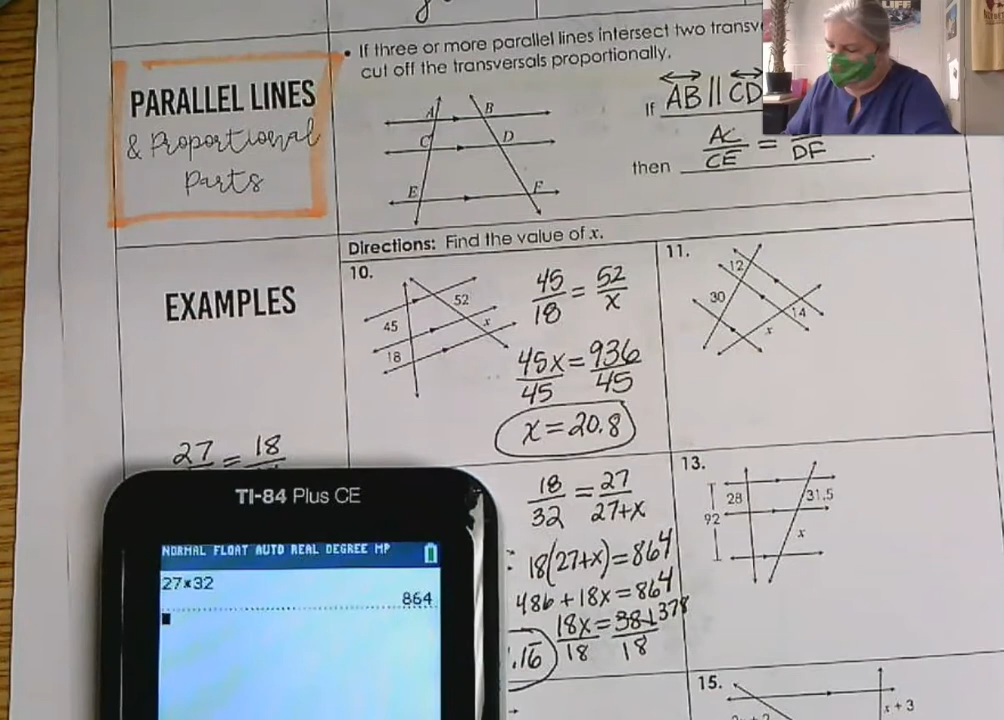 • If three or more parallel lines intersect two
cut off the transversals proportionally.
PARALLEL LINES
& Proportional
Parts
A B
C D
E F
If AB || CD
then AC/CE = DF
Directions: Find the value of x.
EXAMPLES
10.
52
45
x
18
45/18 = 52/x
45x/45 = 936/45
x = 20.8
11.
12
30
14
x
27 = 18
18/32 = 27/27+x
18(27+x) = 864
486 + 18x = 864
18x/18 = 381/18 378
.16
13.
28
31.5
92
x
15.
x + 3
TI-84 Plus CE
NORMAL FLOAT AUTO REAL DEGREE MP
27*32
864
LIFE